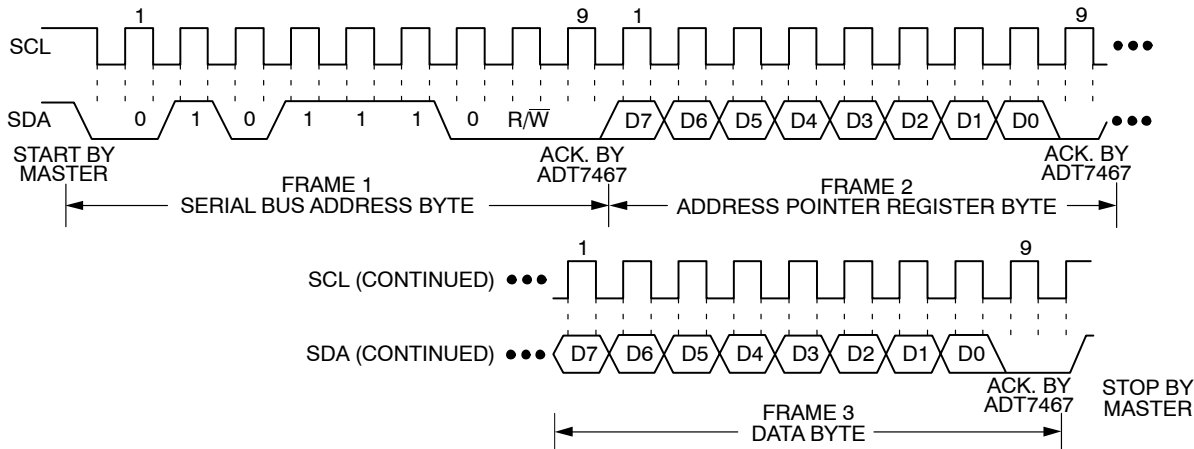 1 9 1 9
SCL
SDA 0 1 0 1 1 1 0 R/W̅ D7 D6 D5 D4 D3 D2 D1 D0
START BY MASTER
ACK. BY ADT7467
ACK. BY ADT7467
FRAME 1
SERIAL BUS ADDRESS BYTE
FRAME 2
ADDRESS POINTER REGISTER BYTE
1 9
SCL (CONTINUED)
SDA (CONTINUED) D7 D6 D5 D4 D3 D2 D1 D0
ACK. BY ADT7467
STOP BY MASTER
FRAME 3
DATA BYTE